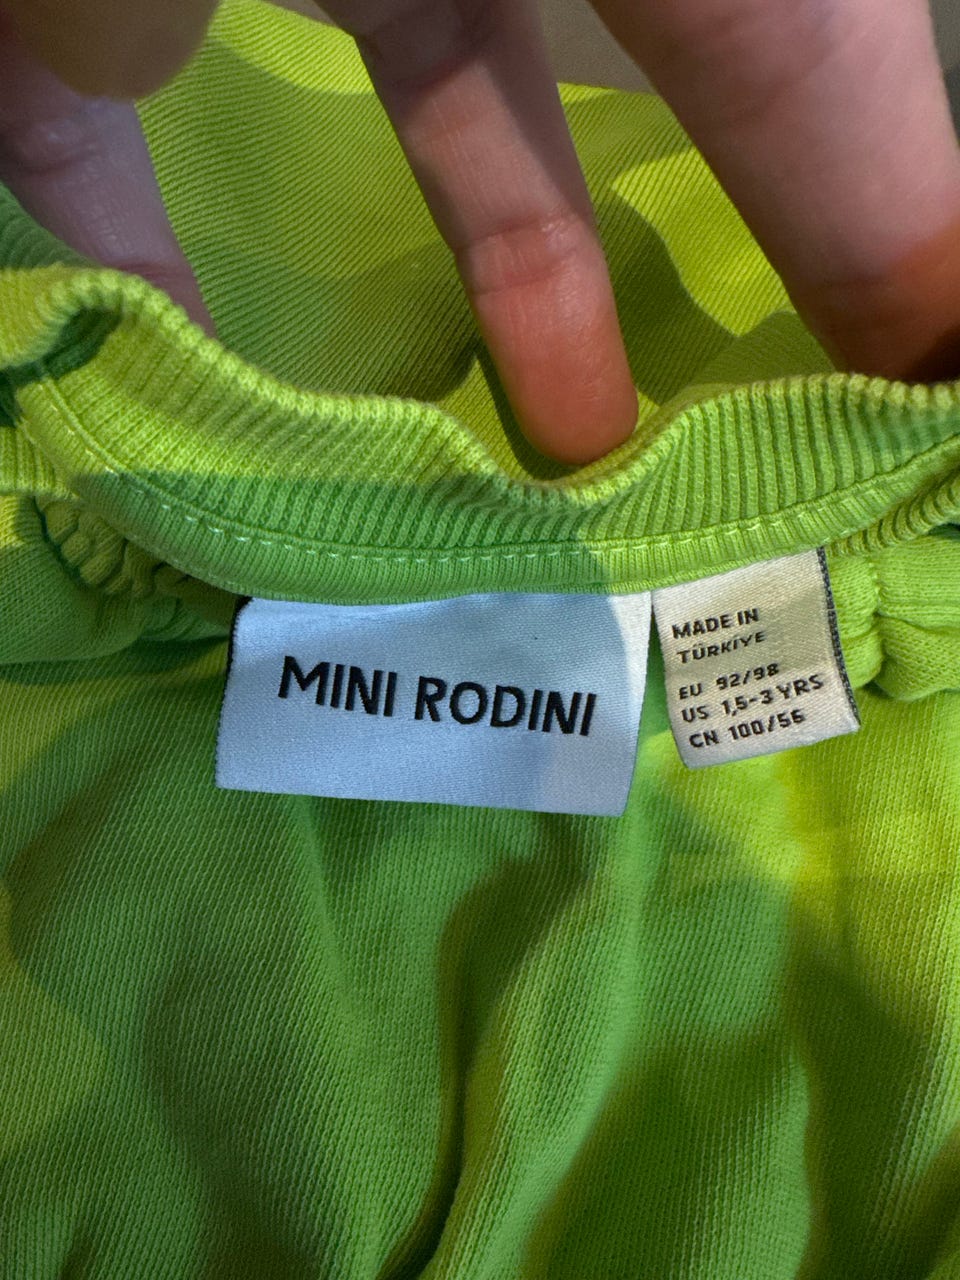 MINI RODINI
MADE IN
TÜRKİYE
EU 92/98
US 1,5-3 YRS
CN 100/56